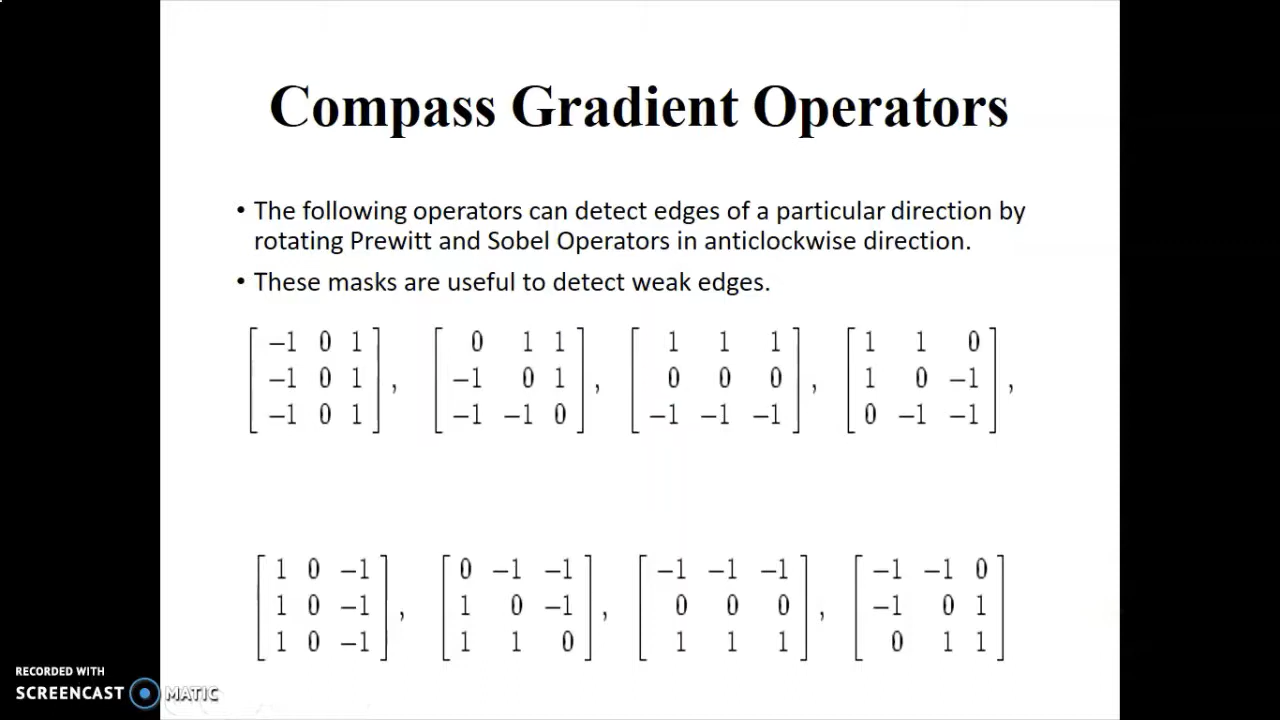 Compass Gradient Operators
• The following operators can detect edges of a particular direction by
rotating Prewitt and Sobel Operators in anticlockwise direction.
• These masks are useful to detect weak edges.
[ −1 0 1 ] , [ 0 1 1 ] , [ 1 1 1 ] , [ 1 1 0 ] ,
[ −1 0 1 ] [ −1 0 1 ] [ 0 0 0 ] [ 1 0 −1 ]
[ −1 0 1 ] [ −1 −1 0 ] [ −1 −1 −1 ] [ 0 −1 −1 ]
[ 1 0 −1 ] , [ 0 −1 −1 ] , [ −1 −1 −1 ] , [ −1 −1 0 ]
[ 1 0 −1 ] [ 1 0 −1 ] [ 0 0 0 ] [ −1 0 1 ]
[ 1 0 −1 ] [ 1 1 0 ] [ 1 1 1 ] [ 0 1 1 ]
RECORDED WITH
SCREENCAST MATIC